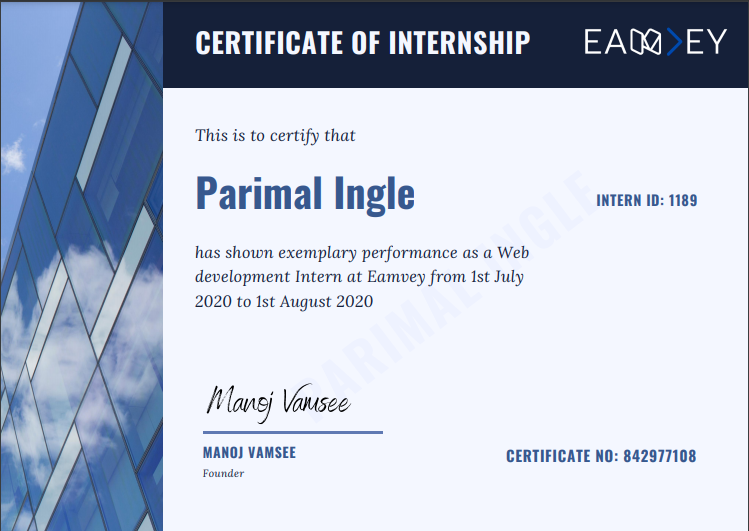 CERTIFICATE OF INTERNSHIP
EAMVEY
This is to certify that
Parimal Ingle
INTERN ID: 1189
has shown exemplary performance as a Web
development Intern at Eamvey from 1st July
2020 to 1st August 2020
PARIMAL INGLE
Manoj Vamsee
MANOJ VAMSEE
Founder
CERTIFICATE NO: 842977108